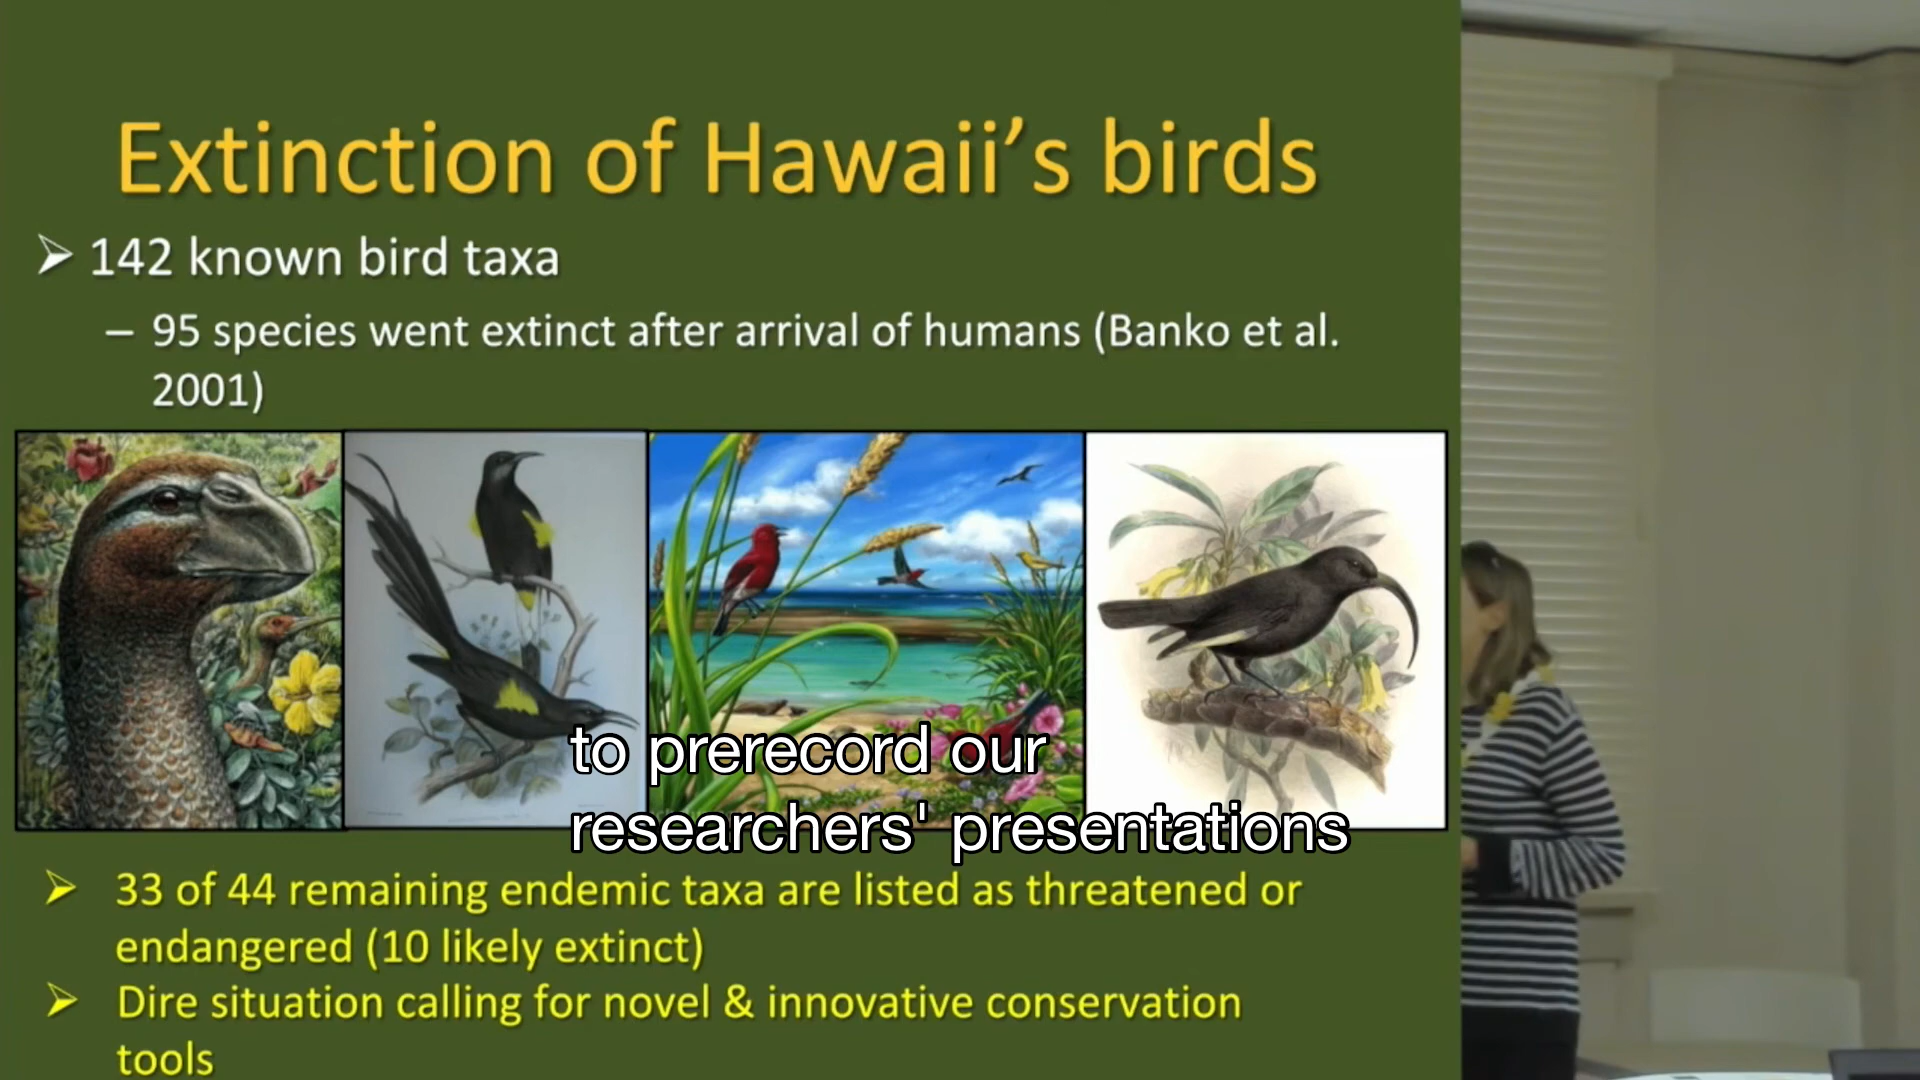 Extinction of Hawaii’s birds
➢ 142 known bird taxa
– 95 species went extinct after arrival of humans (Banko et al.
2001)
to prerecord our
researchers' presentations
➢ 33 of 44 remaining endemic taxa are listed as threatened or
endangered (10 likely extinct)
➢ Dire situation calling for novel & innovative conservation
tools